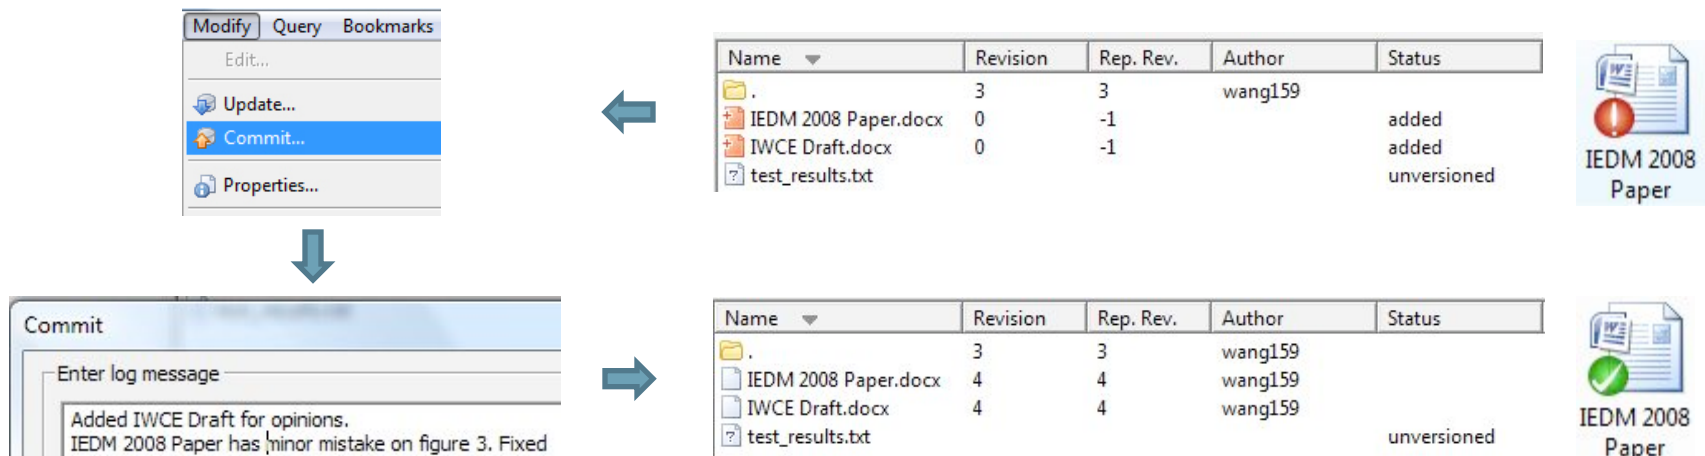 Modify Query Bookmarks
Edit...
Update...
Commit...
Properties...
Name Revision Rep. Rev. Author Status
. 3 3 wang159
IEDM 2008 Paper.docx 0 -1 added
IWCE Draft.docx 0 -1 added
test_results.txt unversioned
IEDM 2008
Paper
Commit
Enter log message
Added IWCE Draft for opinions.
IEDM 2008 Paper has minor mistake on figure 3. Fixed
Name Revision Rep. Rev. Author Status
. 3 3 wang159
IEDM 2008 Paper.docx 4 4 wang159
IWCE Draft.docx 4 4 wang159
test_results.txt unversioned
IEDM 2008
Paper